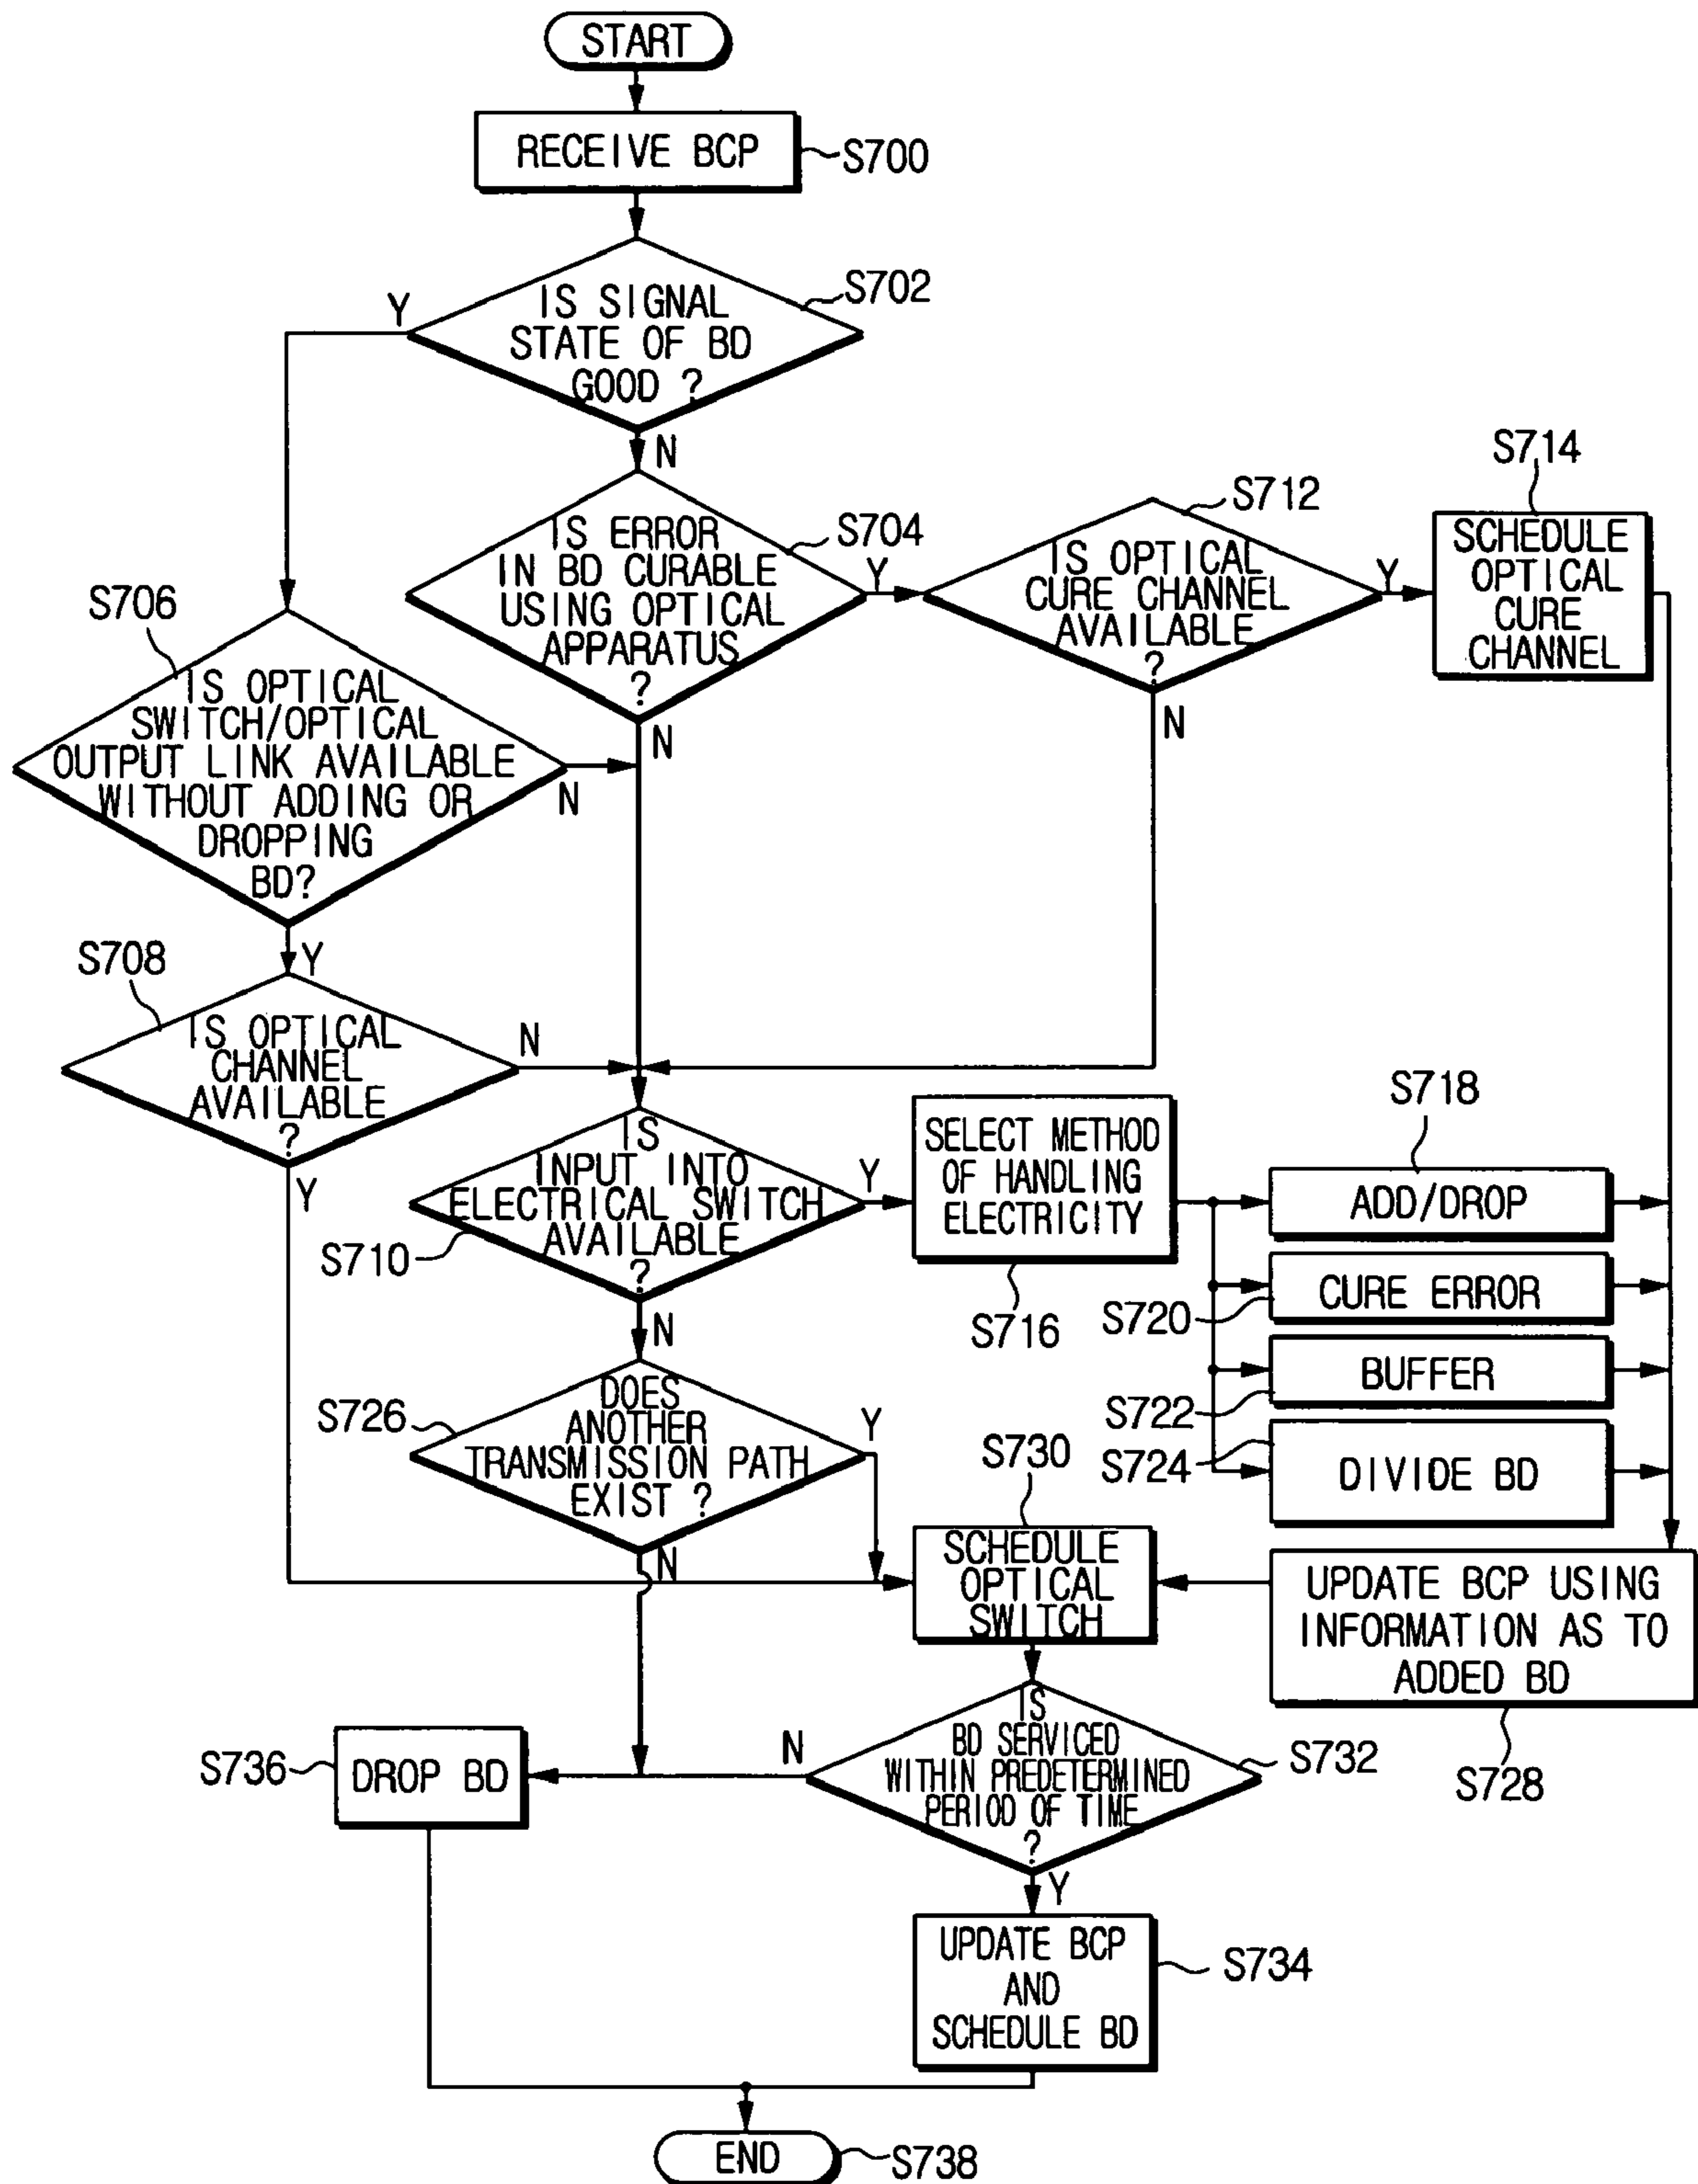 START
RECEIVE BCP
S700
IS SIGNAL
STATE OF BD
GOOD ?
S702
Y
N
IS ERROR
IN BD CURABLE
USING OPTICAL
APPARATUS
?
S704
Y
N
IS OPTICAL
CURE CHANNEL
AVAILABLE
?
S712
Y
N
S714
SCHEDULE
OPTICAL
CURE
CHANNEL
S706
IS OPTICAL
SWITCH/OPTICAL
OUTPUT LINK AVAILABLE
WITHOUT ADDING OR
DROPPING
BD?
N
Y
S708
IS OPTICAL
CHANNEL
AVAILABLE
?
N
Y
IS
INPUT INTO
ELECTRICAL SWITCH
AVAILABLE
?
S710
Y
N
SELECT METHOD
OF HANDLING
ELECTRICITY
S716
S718
ADD/DROP
CURE ERROR
S720
BUFFER
S722
S724
DIVIDE BD
S726
DOES
ANOTHER
TRANSMISSION PATH
EXIST ?
Y
N
S730
SCHEDULE
OPTICAL
SWITCH
UPDATE BCP USING
INFORMATION AS TO
ADDED BD
S728
IS
BD SERVICED
WITHIN PREDETERMINED
PERIOD OF TIME
?
S732
N
Y
S736
DROP BD
UPDATE BCP
AND
SCHEDULE BD
S734
END
S738